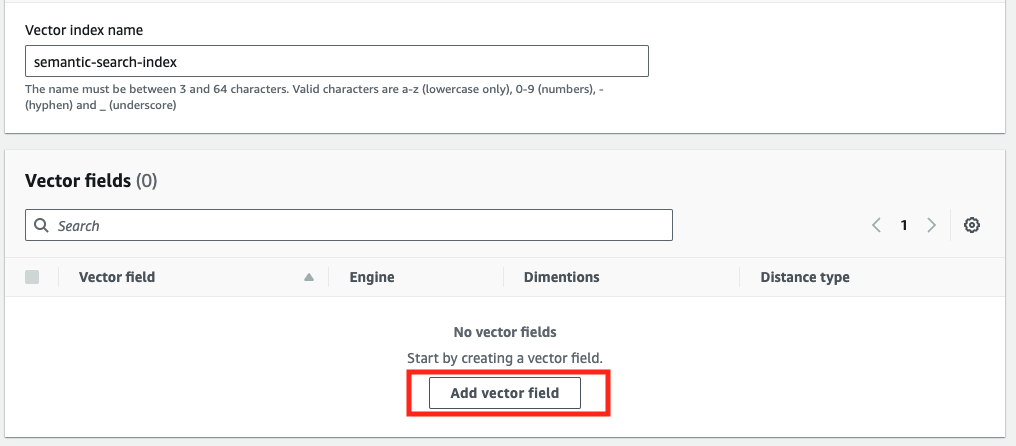 Vector index name
semantic-search-index
The name must be between 3 and 64 characters. Valid characters are a-z (lowercase only), 0-9 (numbers), -
(hyphen) and _ (underscore)
Vector fields (0)
Search
1
Vector field Engine Dimentions Distance type
No vector fields
Start by creating a vector field.
Add vector field